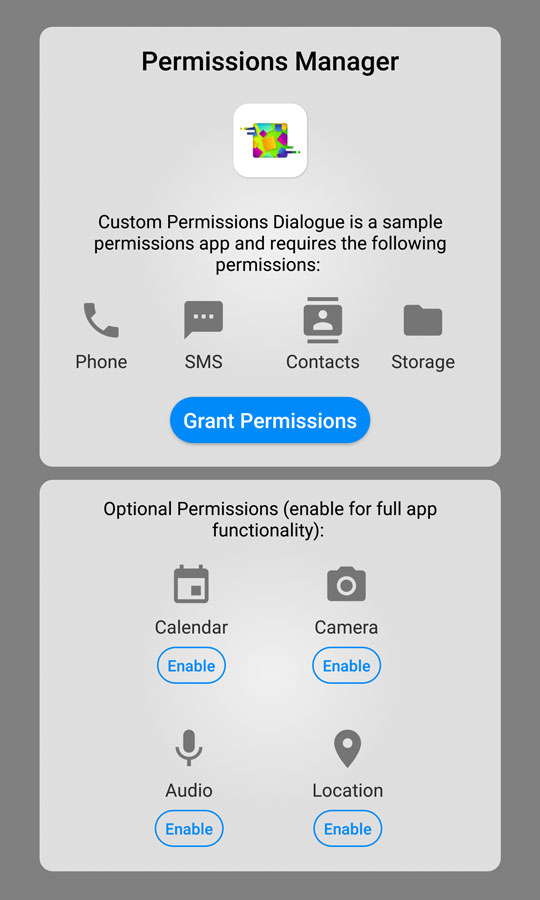 Permissions Manager
Custom Permissions Dialogue is a sample
permissions app and requires the following
permissions:
Phone SMS Contacts Storage
Grant Permissions
Optional Permissions (enable for full app
functionality):
Calendar Camera
Enable Enable
Audio Location
Enable Enable